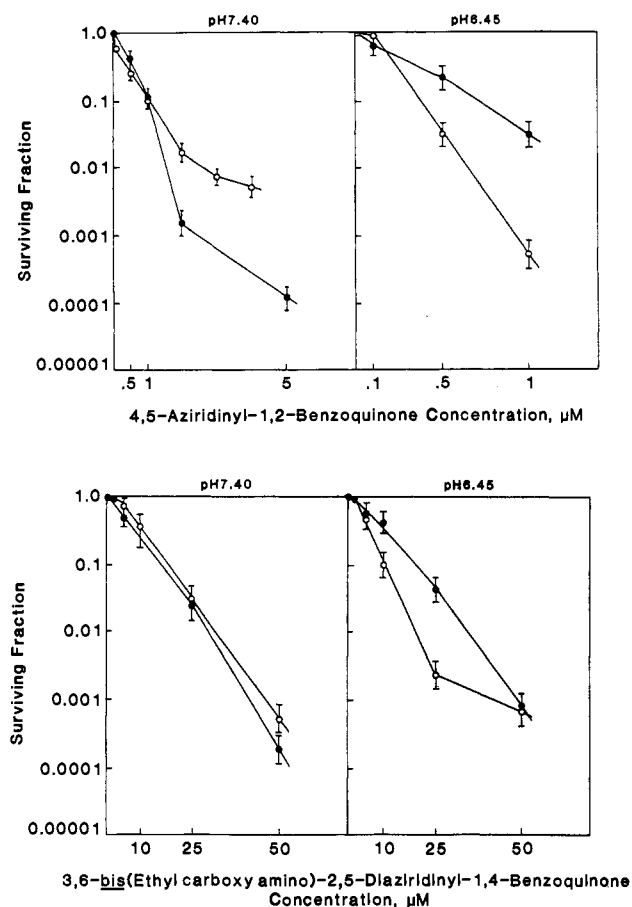 pH7.40
pH6.45
Surviving Fraction
1.0
0.1
0.01
0.001
0.0001
0.00001
.5 1 5
.1 .5 1
4,5-Aziridinyl-1,2-Benzoquinone Concentration, μM
pH7.40
pH6.45
Surviving Fraction
1.0
0.1
0.01
0.001
0.0001
0.00001
10 25 50
10 25 50
3,6-bis(Ethyl carboxy amino)-2,5-Diaziridinyl-1,4-Benzoquinone
Concentration, μM